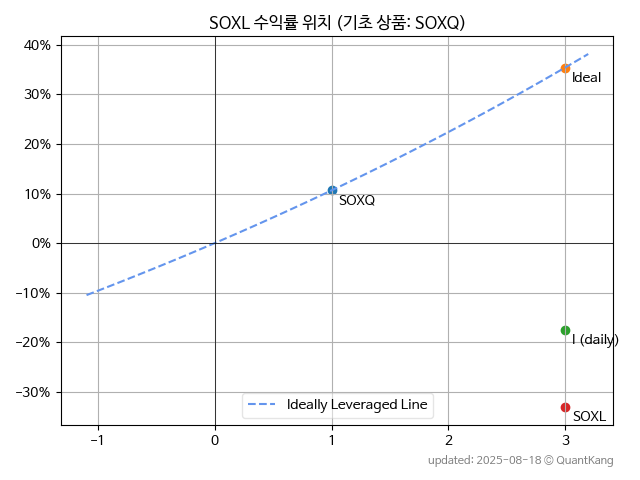 SOXL 수익률 위치 (기초 상품: SOXQ)
40%
30%
20%
10%
0%
−10%
−20%
−30%
Ideal
SOXQ
I (daily)
SOXL
Ideally Leveraged Line
−1
0
1
2
3
updated: 2025-08-18 © QuantKang